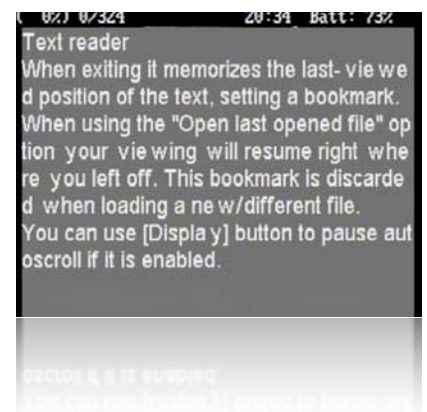 ( 0%) 0/324 20:34 Batt: 73%
Text reader
When exiting it memorizes the last- vie we
d position of the text, setting a bookmark.
When using the "Open last opened file" op
tion your vie wing will resume right whe
re you left off. This bookmark is discarde
d when loading a ne w/different file.
You can use [Displa y] button to pause aut
oscroll if it is enabled.